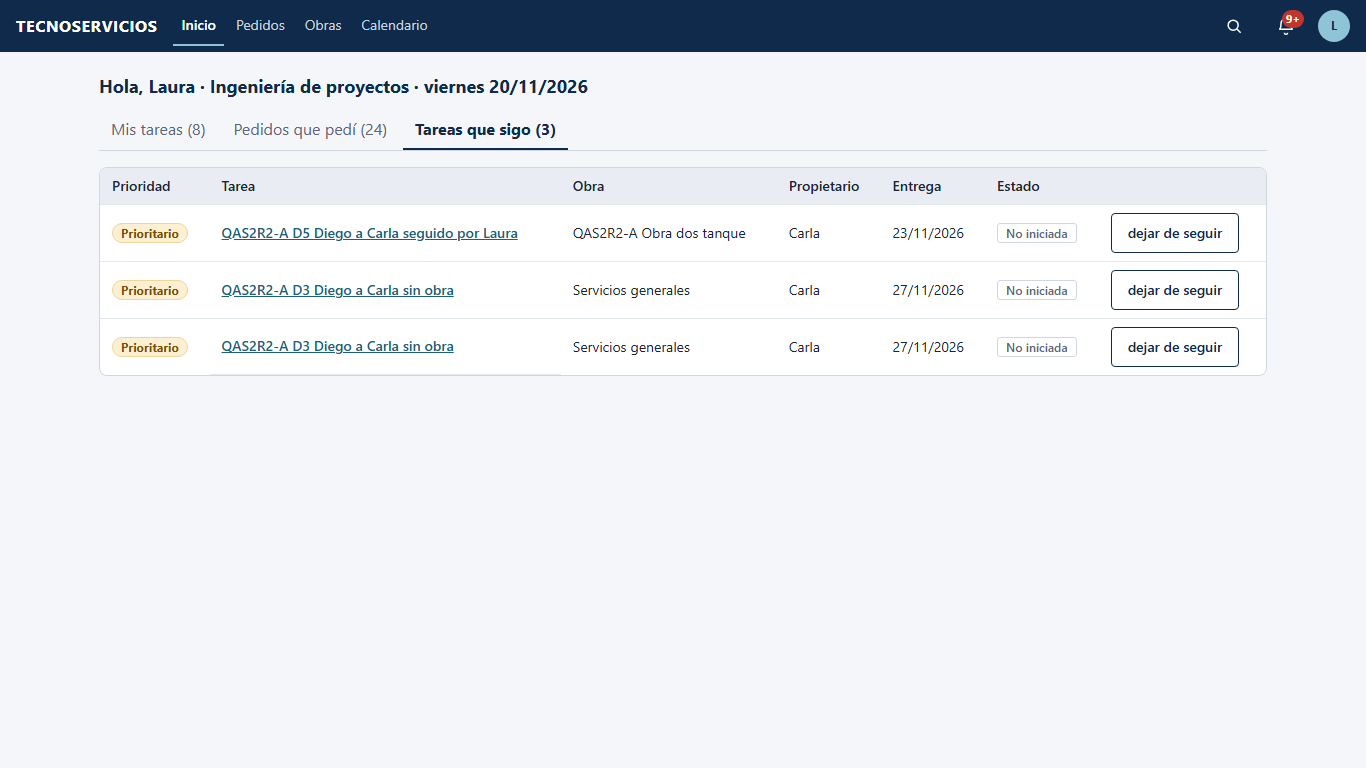 TECNOSERVICIOS Inicio Pedidos Obras Calendario 9+ L
Hola, Laura · Ingeniería de proyectos · viernes 20/11/2026
Mis tareas (8) Pedidos que pedí (24) Tareas que sigo (3)
Prioridad Tarea Obra Propietario Entrega Estado
Prioritario QAS2R2-A D5 Diego a Carla seguido por Laura QAS2R2-A Obra dos tanque Carla 23/11/2026 No iniciada dejar de seguir
Prioritario QAS2R2-A D3 Diego a Carla sin obra Servicios generales Carla 27/11/2026 No iniciada dejar de seguir
Prioritario QAS2R2-A D3 Diego a Carla sin obra Servicios generales Carla 27/11/2026 No iniciada dejar de seguir